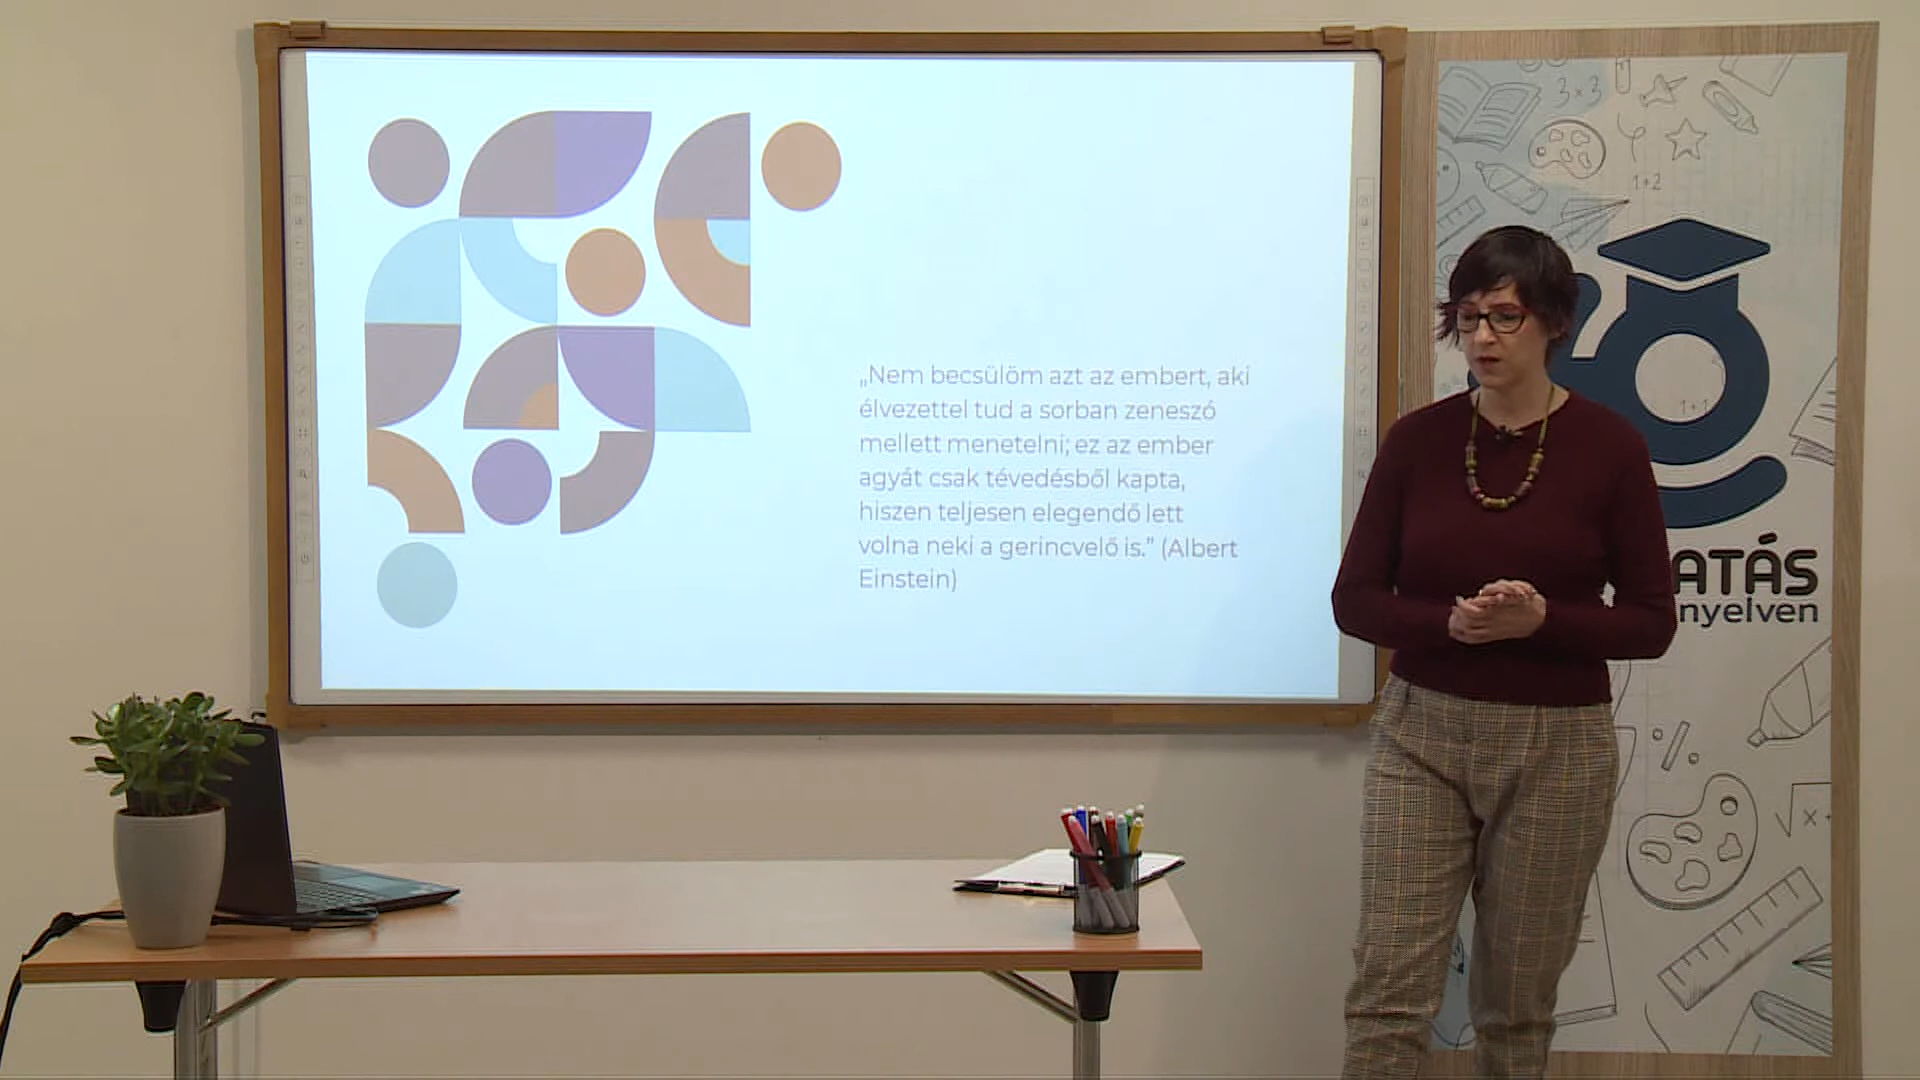 „Nem becsülöm azt az embert, aki
élvezettel tud a sorban zeneszó
mellett menetelni; ez az ember
agyát csak tévedésből kapta,
hiszen teljesen elegendő lett
volna neki a gerincvelő is.” (Albert
Einstein)
3×3
1+2
1+1
ATÁS
nyelven
√x+